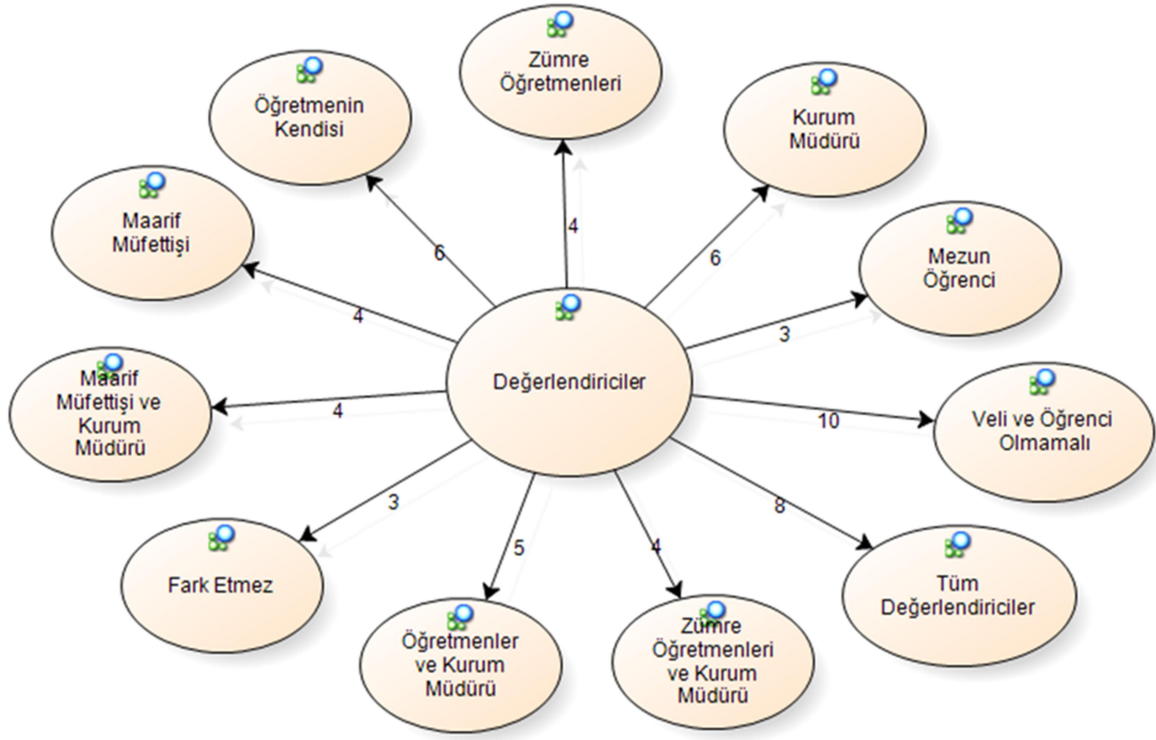 Zümre
Öğretmenleri
Öğretmenin
Kendisi
Kurum
Müdürü
Maarif
Müfettişi
Mezun
Öğrenci
4
6
6
4
3
Değerlendiriciler
Maarif
Müfettişi ve
Kurum
Müdürü
4
10
Veli ve Öğrenci
Olmamalı
3
8
5
4
Fark Etmez
Tüm
Değerlendiriciler
Öğretmenler
ve Kurum
Müdürü
Zümre
Öğretmenleri
ve Kurum
Müdürü